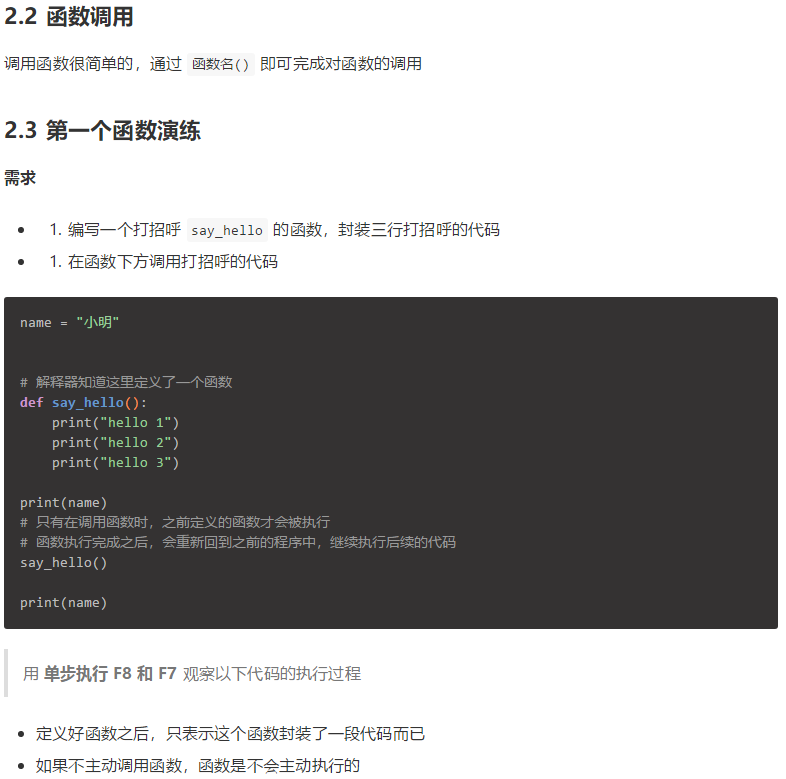 2.2 函数调用
调用函数很简单的，通过 函数名() 即可完成对函数的调用
2.3 第一个函数演练
需求
1. 编写一个打招呼 say_hello 的函数，封装三行打招呼的代码
1. 在函数下方调用打招呼的代码
name = "小明"
# 解释器知道这里定义了一个函数
def say_hello():
    print("hello 1")
    print("hello 2")
    print("hello 3")
print(name)
# 只有在调用函数时，之前定义的函数才会被执行
# 函数执行完成之后，会重新回到之前的程序中，继续执行后续的代码
say_hello()
print(name)
用 单步执行 F8 和 F7 观察以下代码的执行过程
定义好函数之后，只表示这个函数封装了一段代码而已
如果不主动调用函数，函数是不会主动执行的